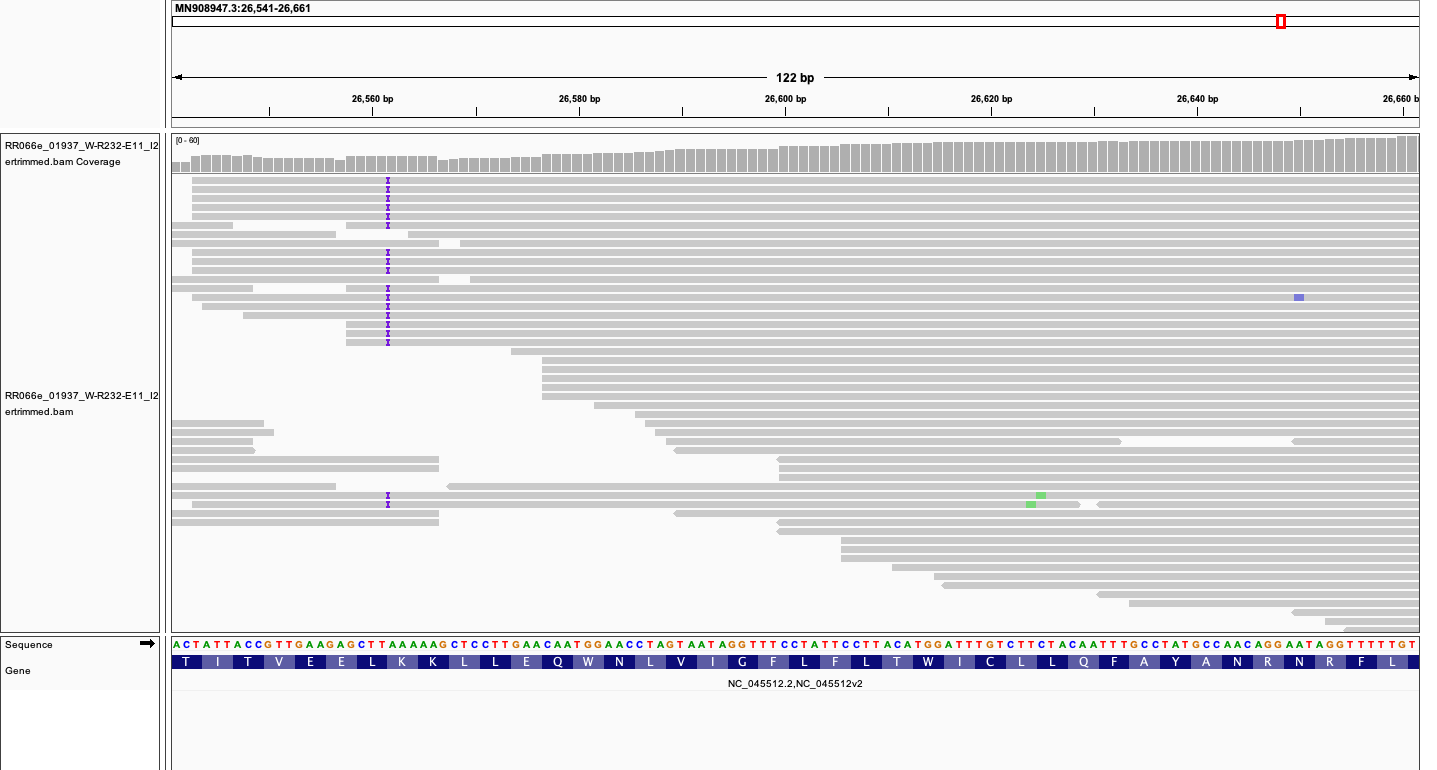 MN908947.3:26,541-26,661
122 bp
26,560 bp 26,580 bp 26,600 bp 26,620 bp 26,640 bp 26,660 b
RR066e_01937_W-R232-E11_I2
ertrimmed.bam Coverage
[0 - 60]
RR066e_01937_W-R232-E11_I2
ertrimmed.bam
Sequence
ACTATTACCGTTGAAGAGCTTAAAAAGCTCCTTGAACAATGGAACCTAGTAATAGGTTTCCTATTCCTTACATGGATTTGTCTTCTACAATTTGCCTATGCCAACAGGAATAGGTTTTTGT
Gene
T I T V E E L K K L L E Q W N L V I G F L F L T W I C L L Q F A Y A N R N R F L
NC_045512.2,NC_045512v2